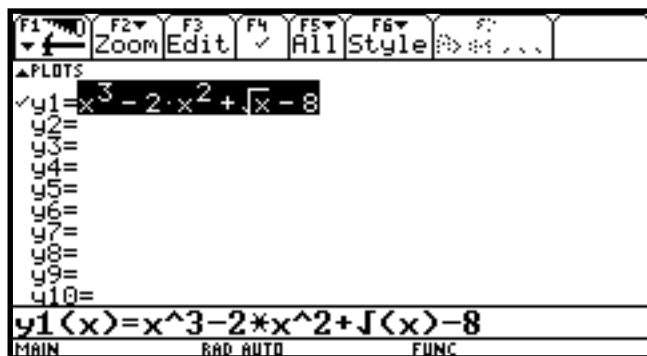 F1 F2 Zoom F3 Edit F4 ✓ F5 All F6 Style
▲PLOTS
✓y1=x³ - 2·x² + √x - 8
y2=
y3=
y4=
y5=
y6=
y7=
y8=
y9=
y10=
y1(x)=x^3-2*x^2+√(x)-8
MAIN RAD AUTO FUNC